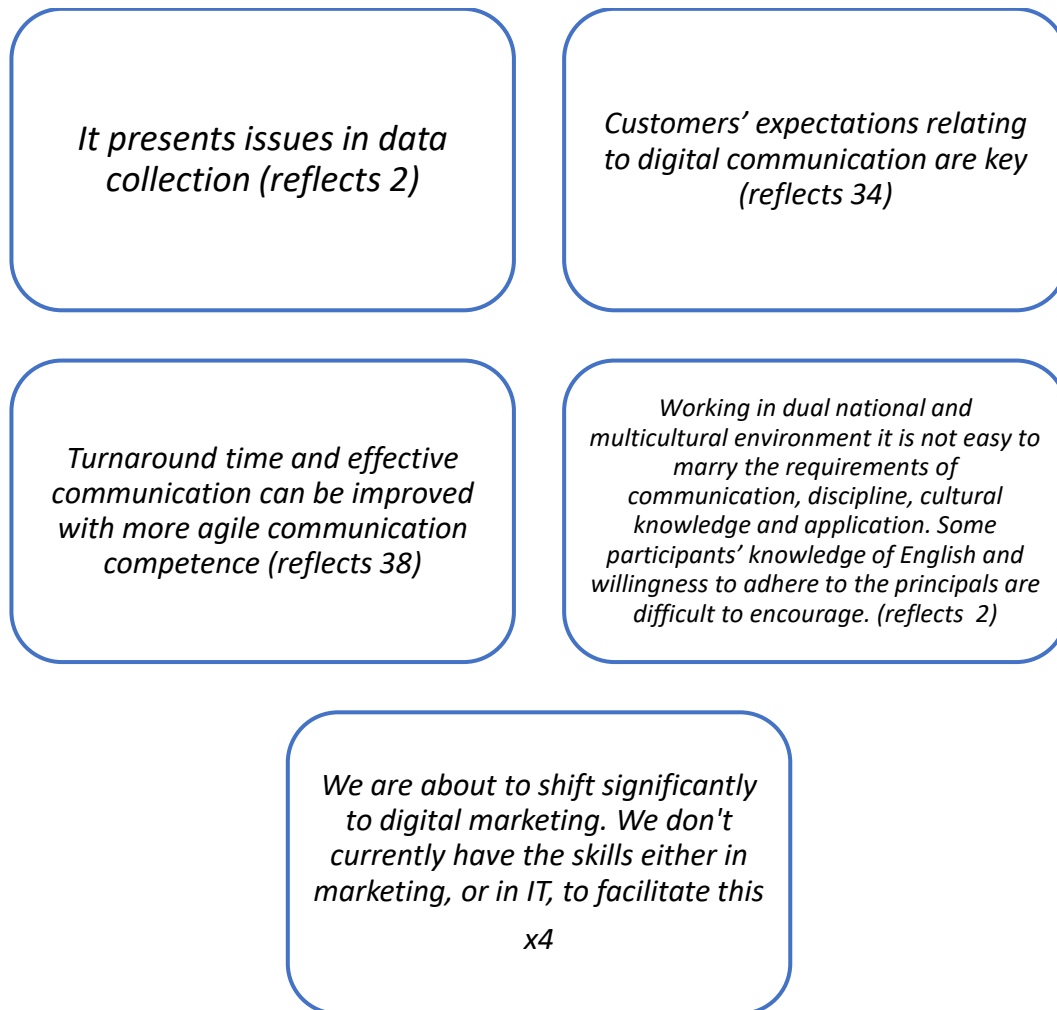 It presents issues in data
collection (reflects 2)
Customers’ expectations relating
to digital communication are key
(reflects 34)
Turnaround time and effective
communication can be improved
with more agile communication
competence (reflects 38)
Working in dual national and
multicultural environment it is not easy to
marry the requirements of
communication, discipline, cultural
knowledge and application. Some
participants’ knowledge of English and
willingness to adhere to the principals are
difficult to encourage. (reflects  2)
We are about to shift significantly
to digital marketing. We don't
currently have the skills either in
marketing, or in IT, to facilitate this
x4